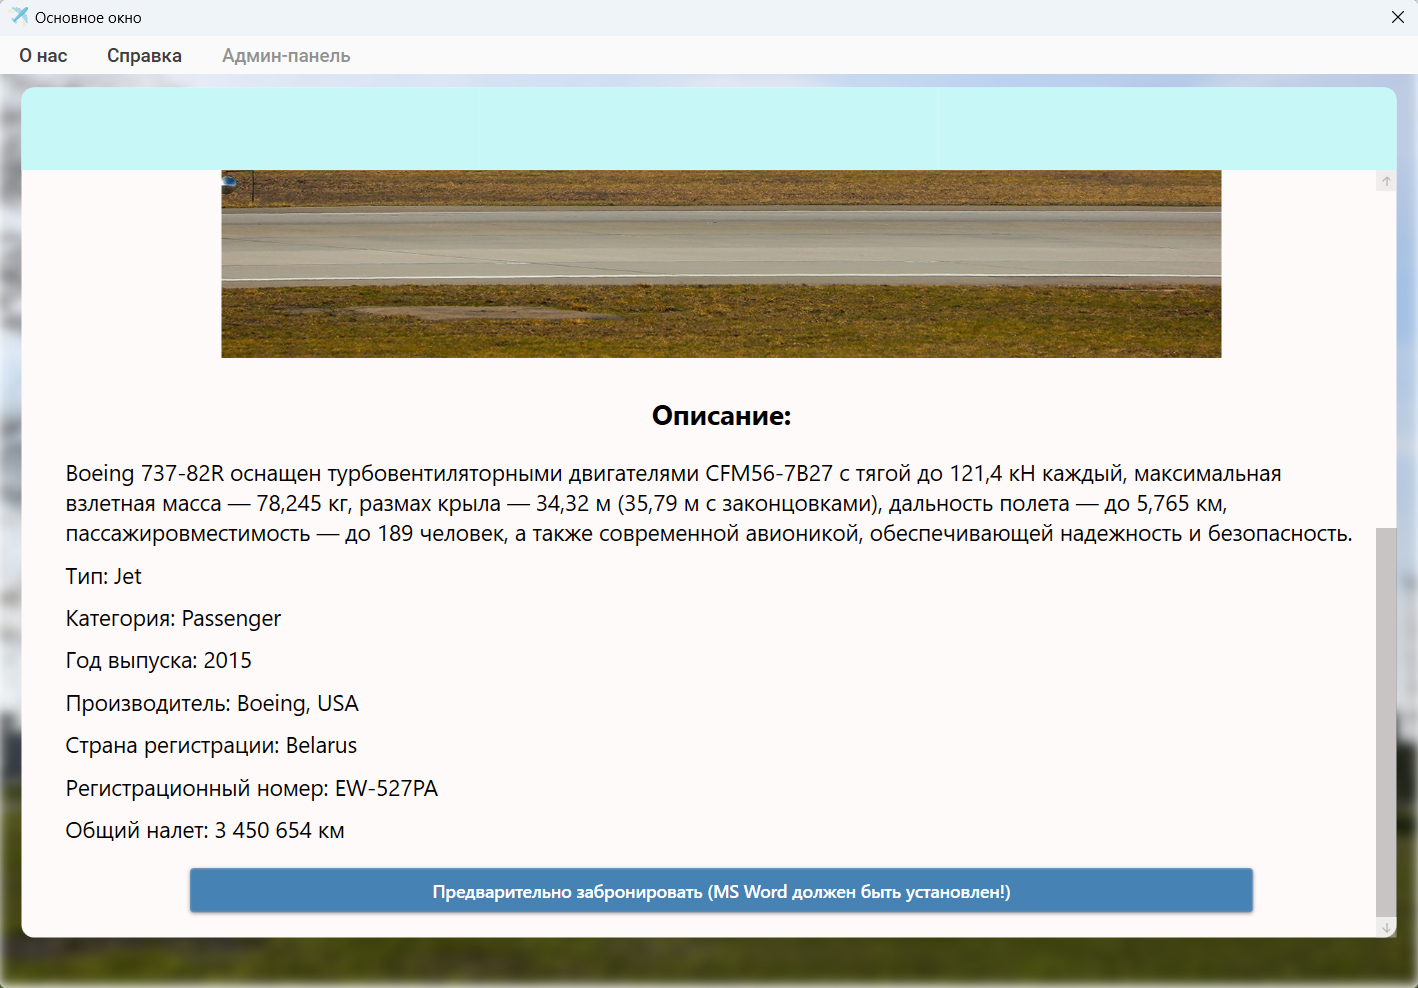 Основное окно
О нас Справка Админ-панель
Описание:
Boeing 737-82R оснащен турбовентиляторными двигателями CFM56-7B27 с тягой до 121,4 кН каждый, максимальная
взлетная масса — 78,245 кг, размах крыла — 34,32 м (35,79 м с законцовками), дальность полета — до 5,765 км,
пассажировместимость — до 189 человек, а также современной авионикой, обеспечивающей надежность и безопасность.
Тип: Jet
Категория: Passenger
Год выпуска: 2015
Производитель: Boeing, USA
Страна регистрации: Belarus
Регистрационный номер: EW-527PA
Общий налет: 3 450 654 км
Предварительно забронировать (MS Word должен быть установлен!)